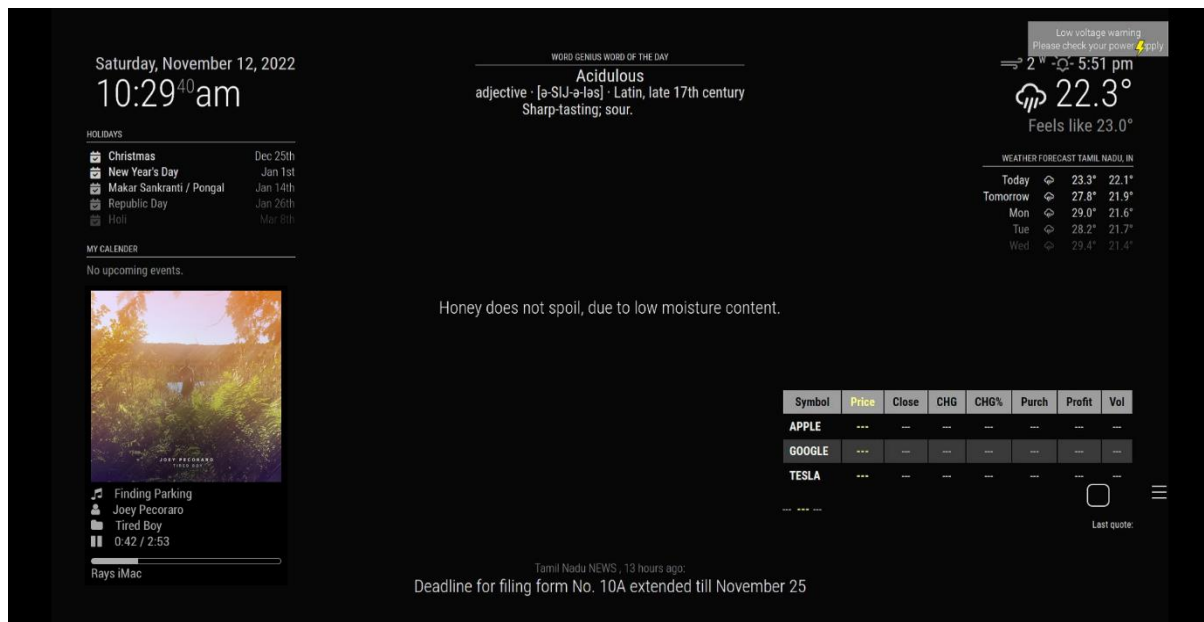 Saturday, November 12, 2022
10:29 40 am
HOLIDAYS
Christmas Dec 25th
New Year's Day Jan 1st
Makar Sankranti / Pongal Jan 14th
Republic Day Jan 26th
Holi Mar 8th
MY CALENDER
No upcoming events.
JOEY PECORARO
TIRED BOY
Finding Parking
Joey Pecoraro
Tired Boy
0:42 / 2:53
Rays iMac
WORD GENIUS WORD OF THE DAY
Acidulous
adjective · [ə-SIJ-ə-ləs] · Latin, late 17th century
Sharp-tasting; sour.
Honey does not spoil, due to low moisture content.
Low voltage warning
Please check your power supply
2 W 5:51 pm
22.3°
Feels like 23.0°
WEATHER FORECAST TAMIL NADU, IN
Today 23.3° 22.1°
Tomorrow 27.8° 21.9°
Mon 29.0° 21.6°
Tue 28.2° 21.7°
Wed 29.4° 21.4°
Symbol Price Close CHG CHG% Purch Profit Vol
APPLE --- --- --- --- --- --- ---
GOOGLE --- --- --- --- --- --- ---
TESLA --- --- --- --- --- --- ---
--- --- ---
Last quote:
Tamil Nadu NEWS , 13 hours ago:
Deadline for filing form No. 10A extended till November 25